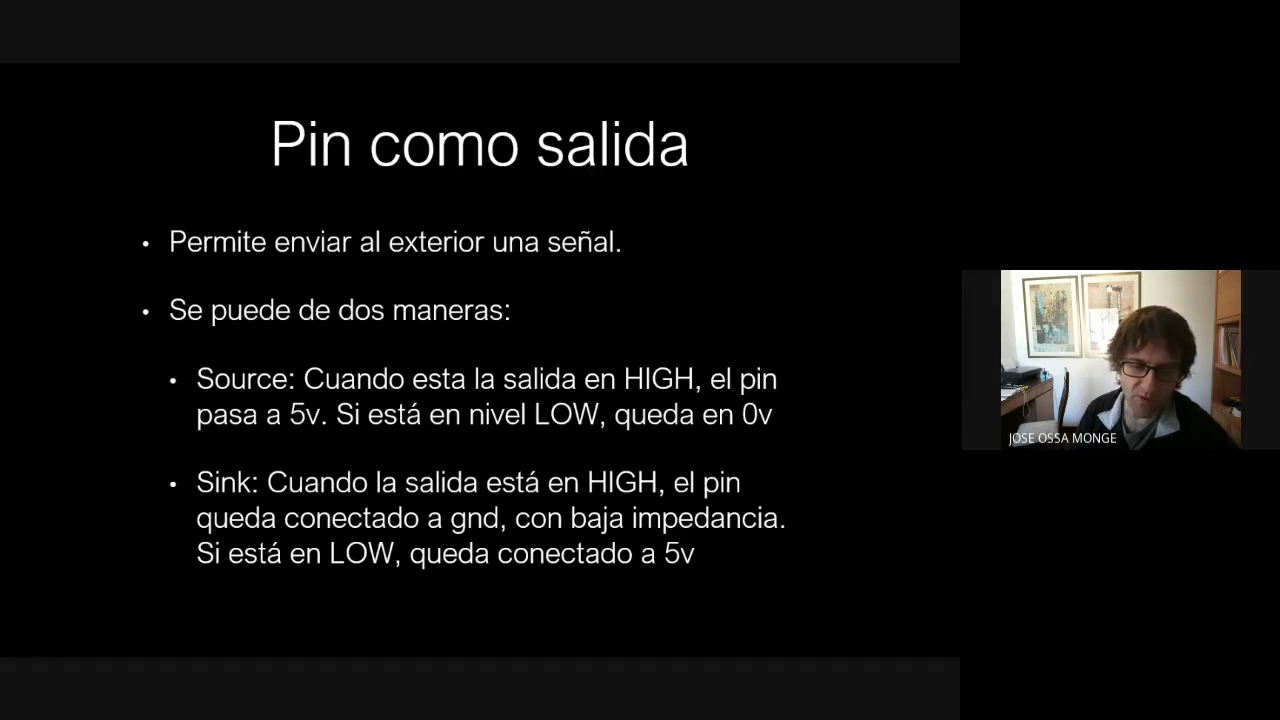 Pin como salida
• Permite enviar al exterior una señal.
• Se puede de dos maneras:
• Source: Cuando esta la salida en HIGH, el pin
pasa a 5v. Si está en nivel LOW, queda en 0v
• Sink: Cuando la salida está en HIGH, el pin
queda conectado a gnd, con baja impedancia.
Si está en LOW, queda conectado a 5v
JOSE OSSA MONGE